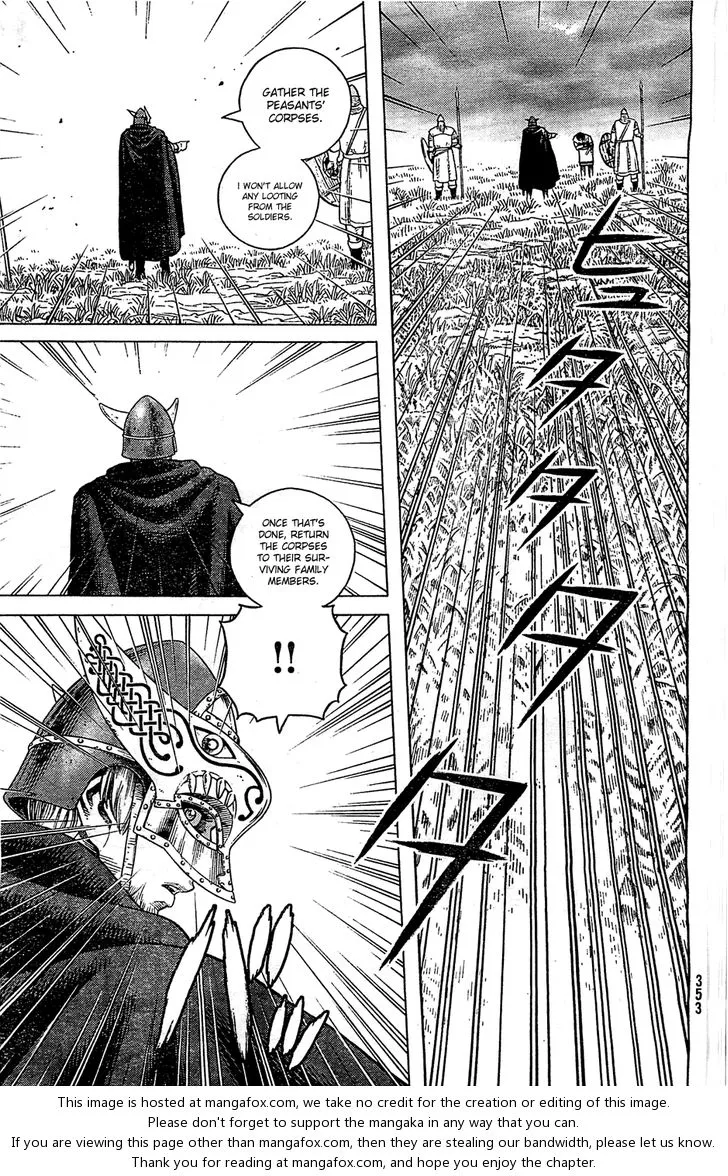 ヒュタタタタ
GATHER THE
PEASANTS'
CORPSES.
I WON'T ALLOW
ANY LOOTING
FROM THE
SOLDIERS.
ONCE THAT'S
DONE, RETURN
THE CORPSES
TO THEIR SUR-
VIVING FAMILY
MEMBERS.
!!
バッ
353
This image is hosted at mangafox.com, we take no credit for the creation or editing of this image.
Please don't forget to support the mangaka in any way that you can.
If you are viewing this page other than mangafox.com, then they are stealing our bandwidth, please let us know.
Thank you for reading at mangafox.com, and hope you enjoy the chapter